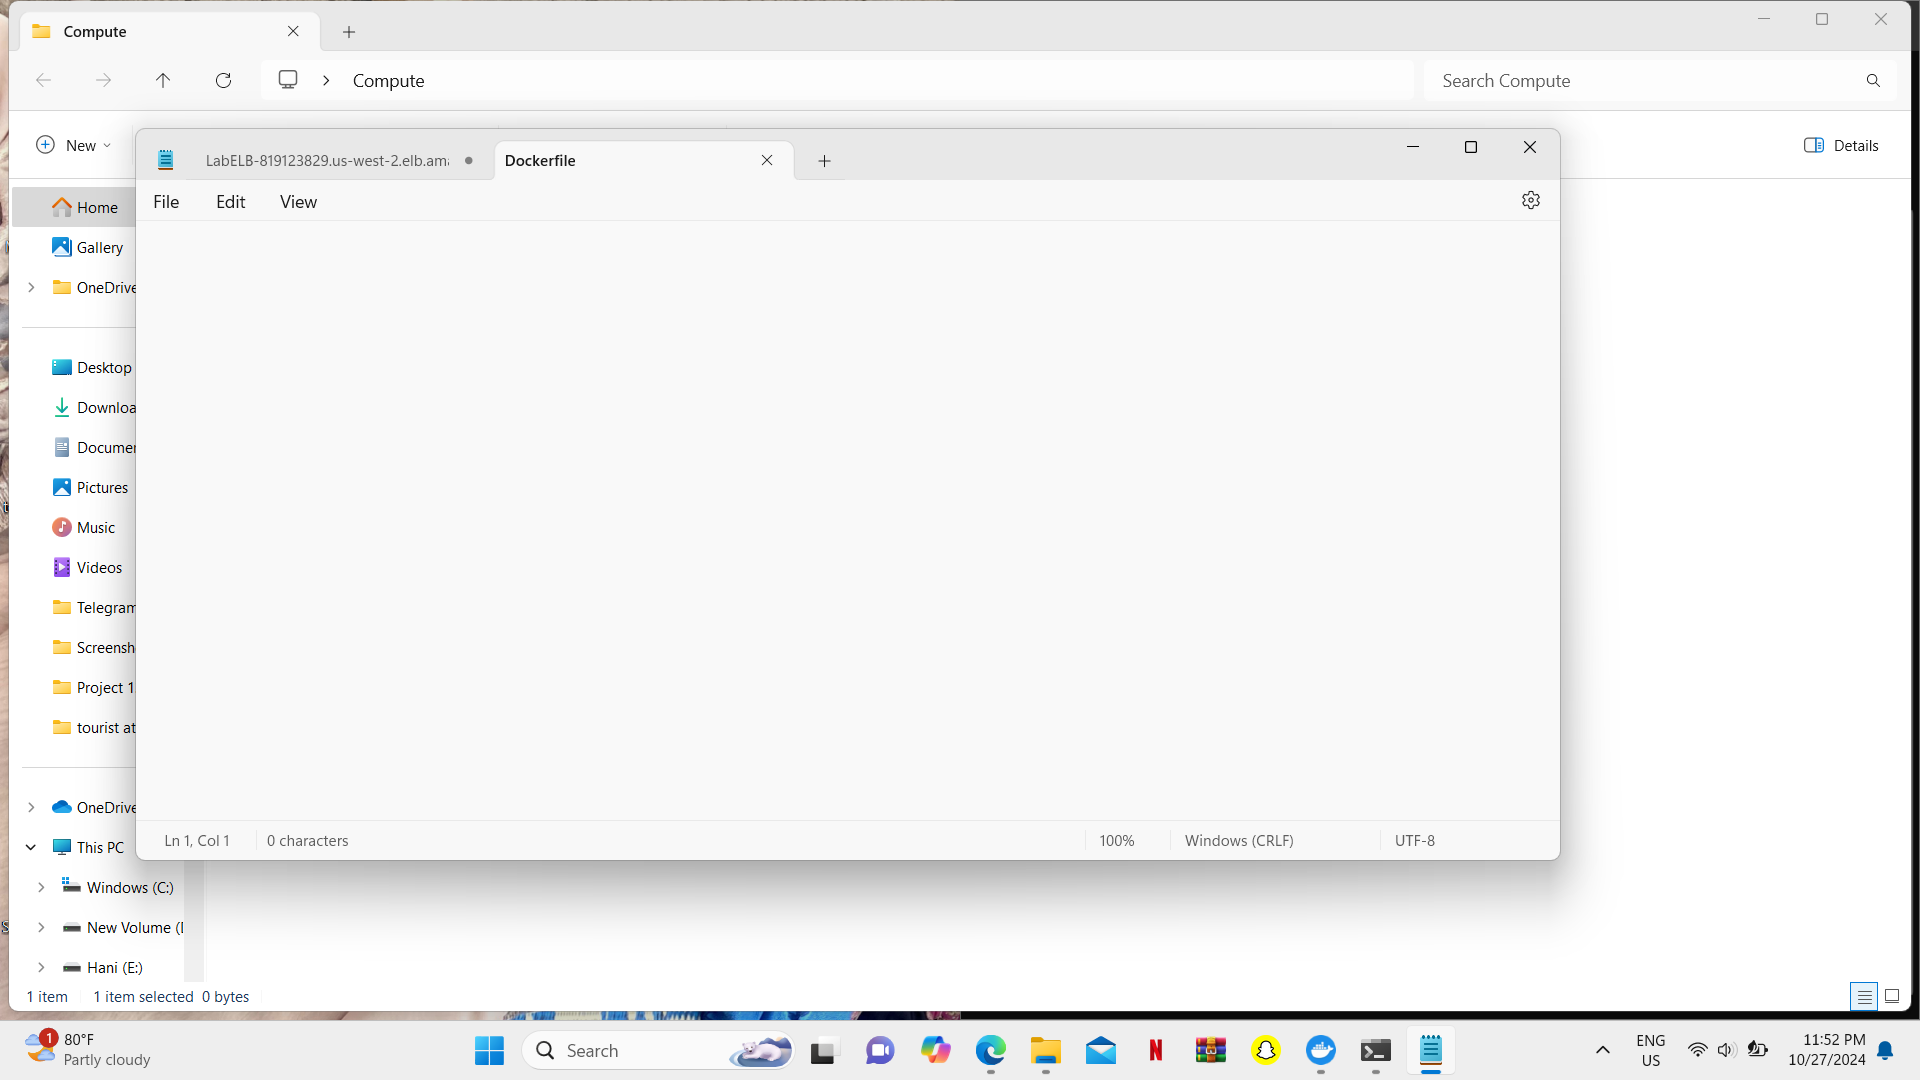 Compute
Compute
Search Compute
New
Details
LabELB-819123829.us-west-2.elb.ama
Dockerfile
File
Edit
View
Home
Gallery
OneDrive
Desktop
Downloa
Documen
Pictures
Music
Videos
Telegram
Screensh
Project 1
tourist at
OneDrive
This PC
Windows (C:)
New Volume (
Hani (E:)
Ln 1, Col 1
0 characters
100%
Windows (CRLF)
UTF-8
1 item
1 item selected 0 bytes
1
80°F
Partly cloudy
Search
N
ENG
US
11:52 PM
10/27/2024